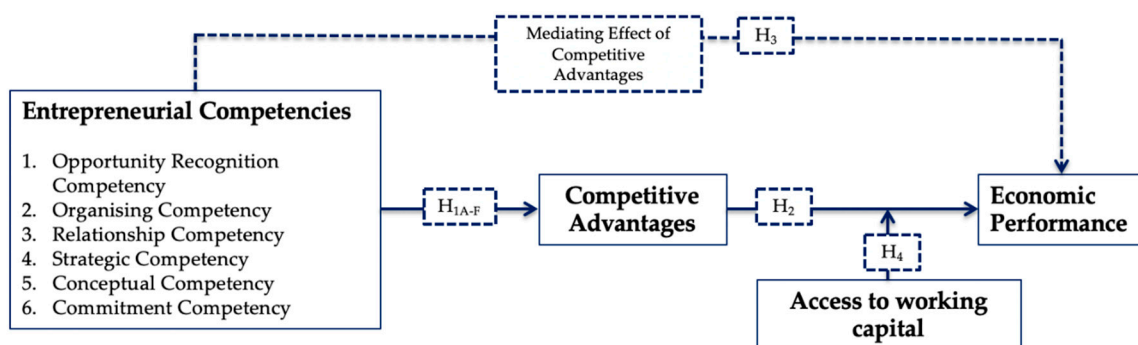 Mediating Effect of
Competitive
Advantages
H3
Entrepreneurial Competencies
1. Opportunity Recognition
Competency
2. Organising Competency
3. Relationship Competency
4. Strategic Competency
5. Conceptual Competency
6. Commitment Competency
H1A-F
Competitive
Advantages
H2
Economic
Performance
H4
Access to working
capital